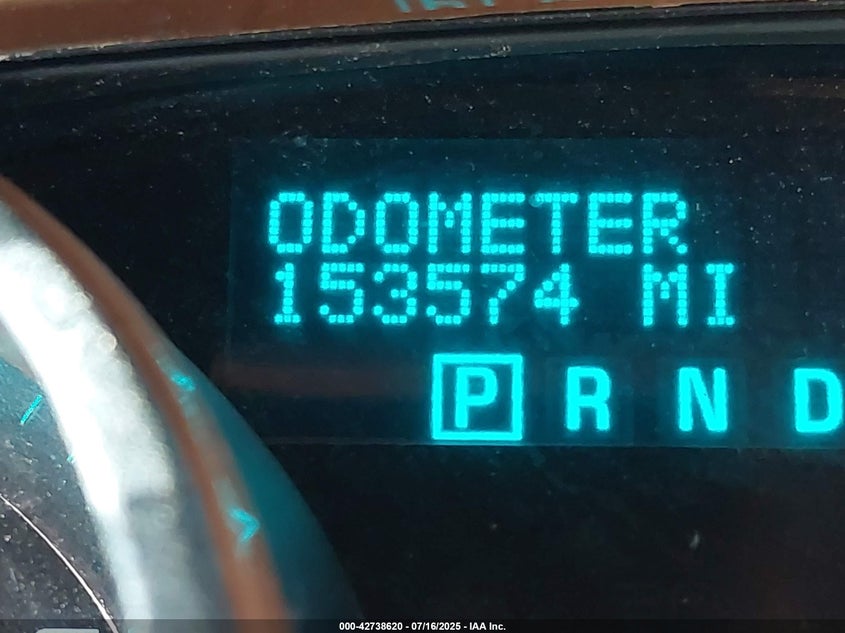 ODOMETER
153574 MI
P R N D
000-42738620 - 07/16/2025 - IAA Inc.